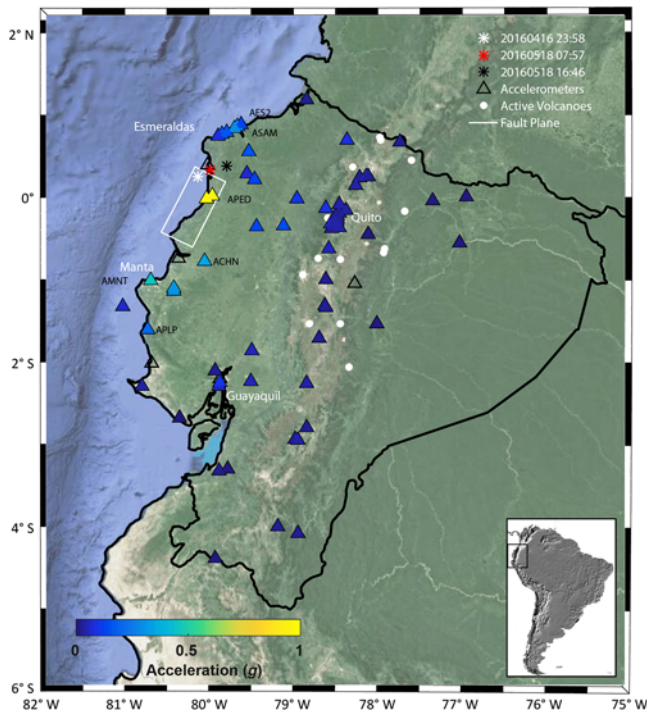 2° N
20160416 23:58
20160518 07:57
20160518 16:46
Accelerometers
Active Volcanoes
Fault Plane
AES2
Esmeraldas
ASAM
0°
APED
Quito
ACHN
Manta
AMNT
APLP
2° S
Guayaquil
4° S
0 0.5 1
Acceleration (g)
6° S
82°W 81°W 80°W 79°W 78°W 77°W 76°W 75°W